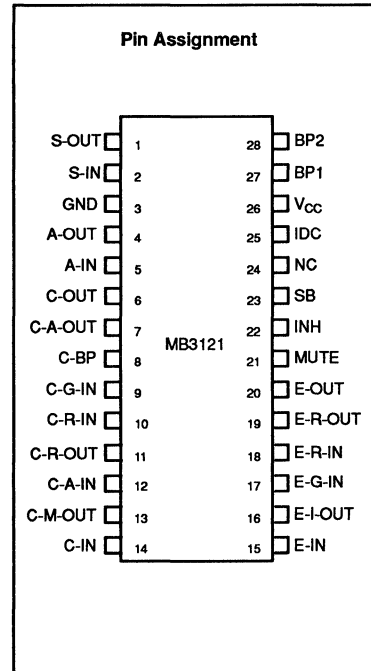 Pin Assignment
S-OUT 1 28 BP2
S-IN 2 27 BP1
GND 3 26 VCC
A-OUT 4 25 IDC
A-IN 5 24 NC
C-OUT 6 23 SB
C-A-OUT 7 22 INH
MB3121
C-BP 8 21 MUTE
C-G-IN 9 20 E-OUT
C-R-IN 10 19 E-R-OUT
C-R-OUT 11 18 E-R-IN
C-A-IN 12 17 E-G-IN
C-M-OUT 13 16 E-I-OUT
C-IN 14 15 E-IN